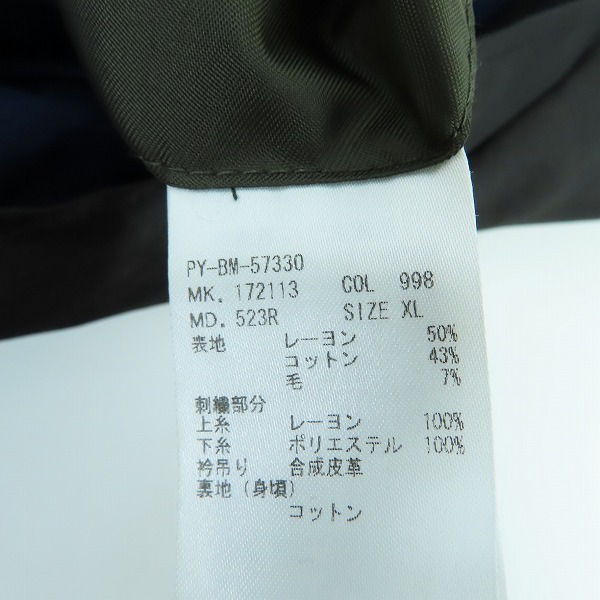 PY-BM-57330
MK. 172113 COL 998
MD. 523R SIZE XL
表地 レーヨン 50%
コットン 43%
毛 7%
刺繍部分
上糸 レーヨン 100%
下糸 ポリエステル 100%
衿吊り 合成皮革
裏地(身頃)
コットン